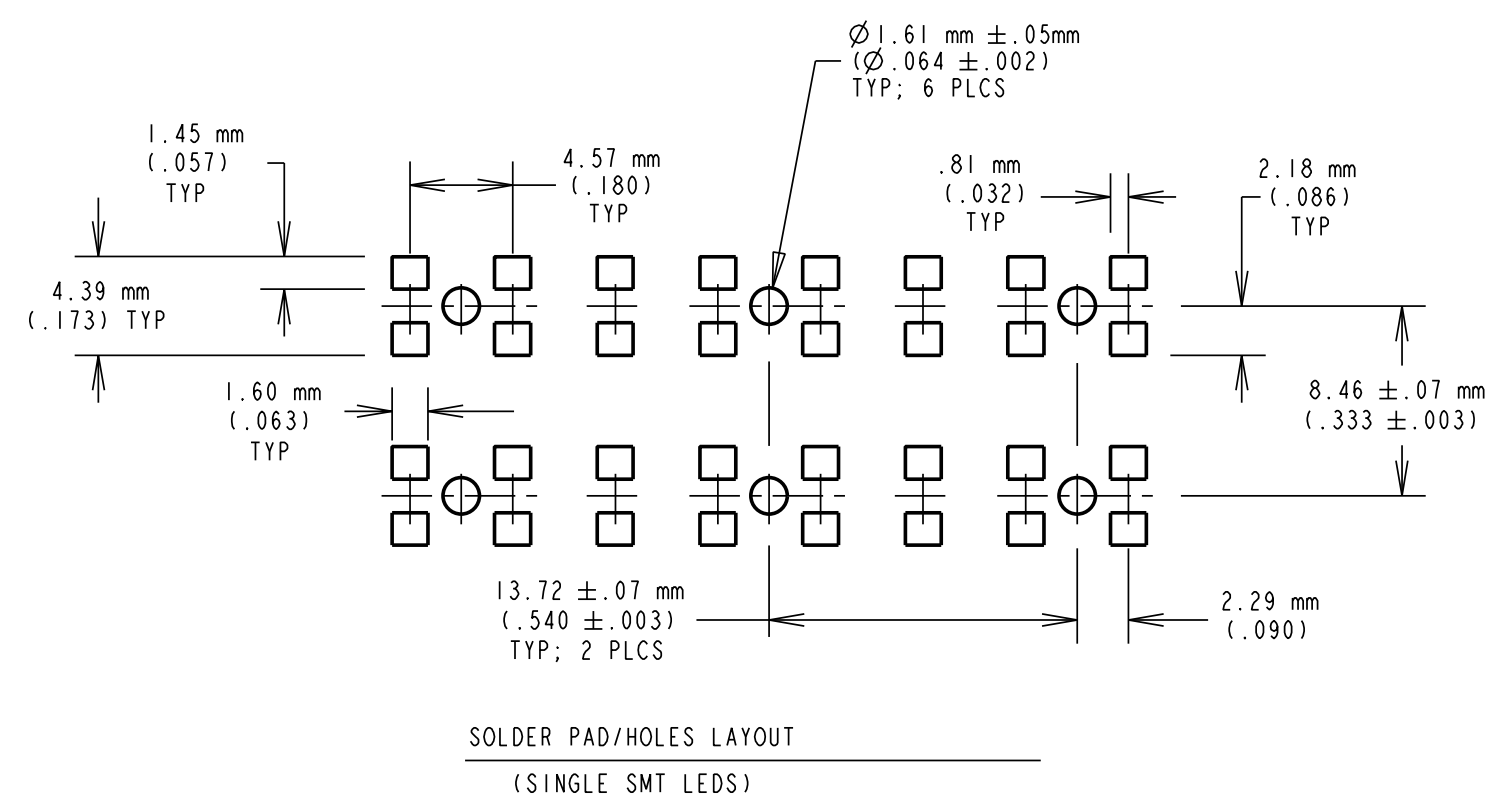 Ø1.61 mm ±.05mm
(Ø.064 ±.002)
TYP; 6 PLCS
1.45 mm
(.057)
TYP
4.57 mm
(.180)
TYP
.81 mm
(.032)
TYP
2.18 mm
(.086)
TYP
4.39 mm
(.173) TYP
1.60 mm
(.063)
TYP
8.46 ±.07 mm
(.333 ±.003)
13.72 ±.07 mm
(.540 ±.003)
TYP; 2 PLCS
2.29 mm
(.090)
SOLDER PAD/HOLES LAYOUT
(SINGLE SMT LEDS)